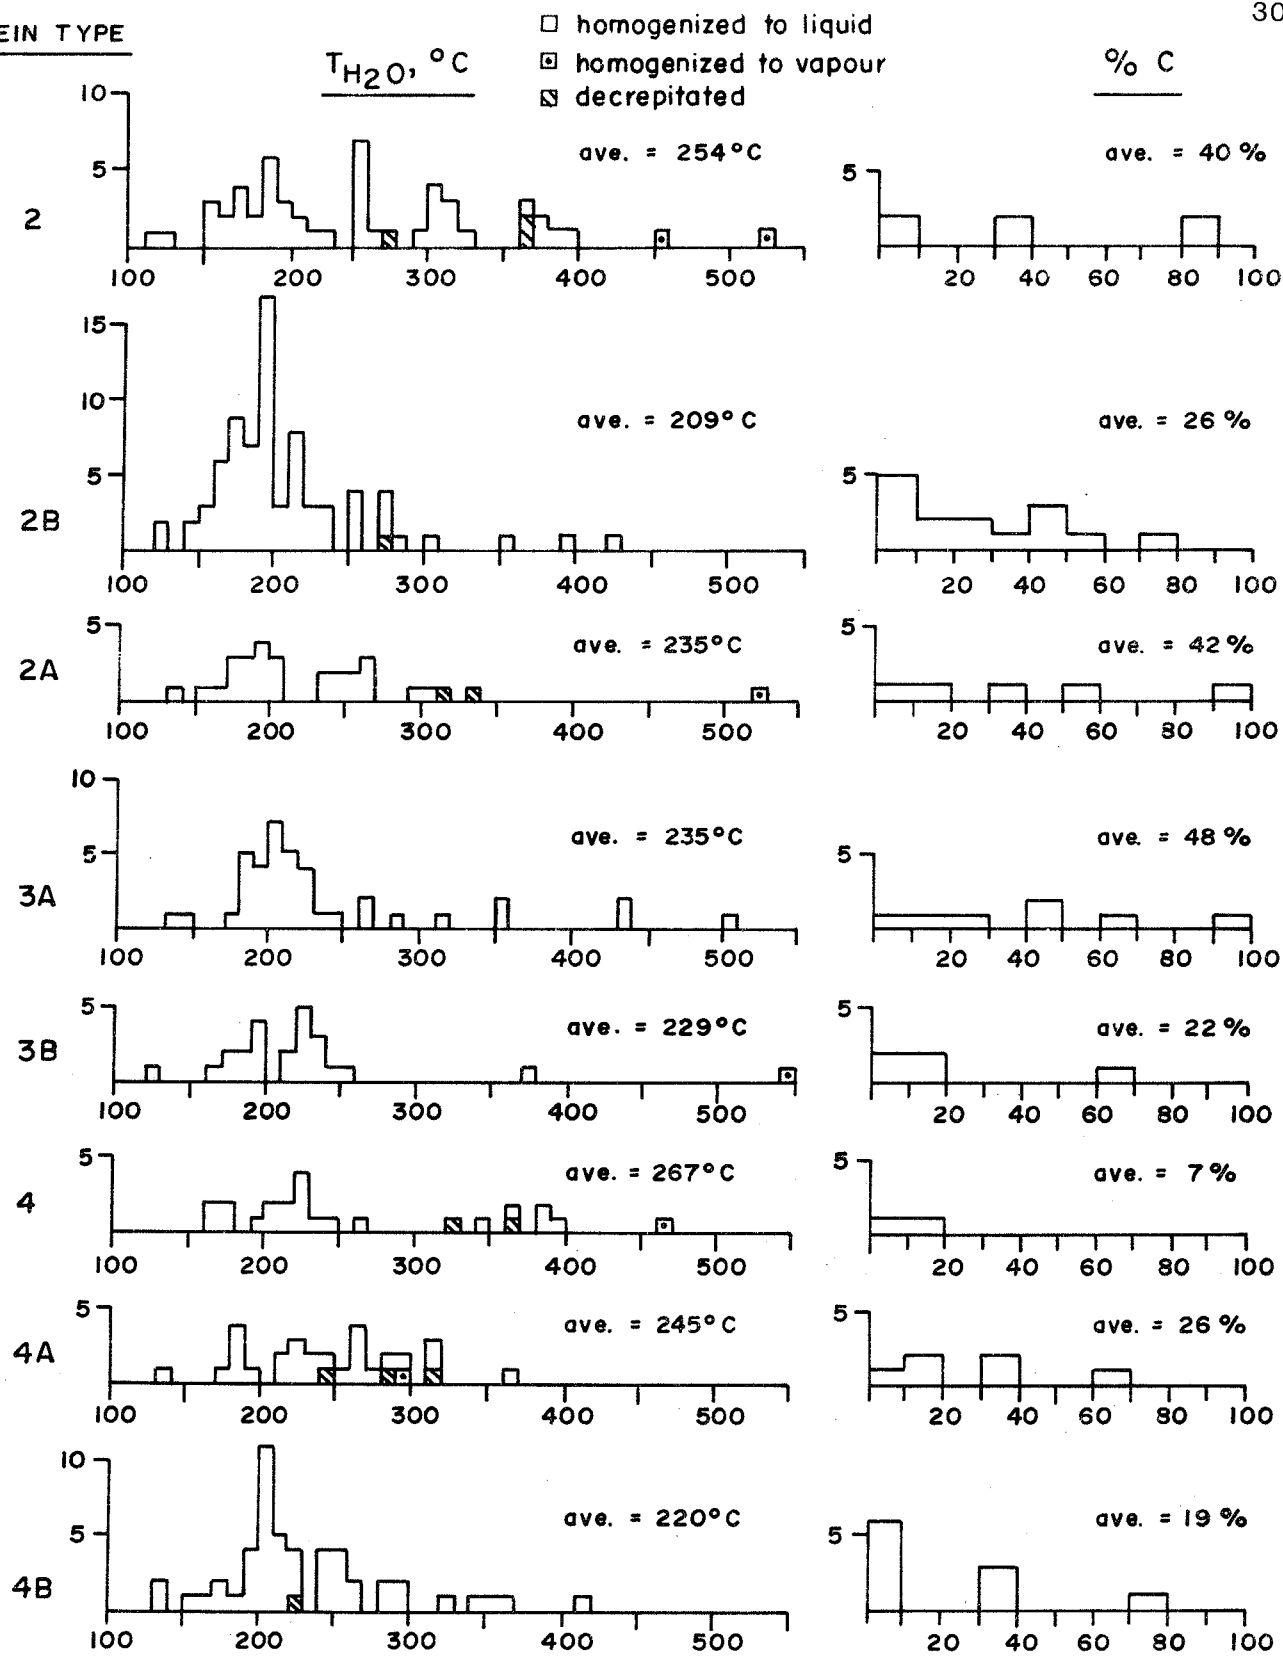 30
EIN TYPE
TH2O, °C
homogenized to liquid
homogenized to vapour
decrepitated
% C
10
5
2
ave. = 254°C
100 200 300 400 500
5
ave. = 40 %
20 40 60 80 100
15
10
5
2B
ave. = 209°C
100 200 300 400 500
5
ave. = 26 %
20 40 60 80 100
5
2A
ave. = 235°C
100 200 300 400 500
5
ave. = 42 %
20 40 60 80 100
10
5
3A
ave. = 235°C
100 200 300 400 500
5
ave. = 48 %
20 40 60 80 100
5
3B
ave. = 229°C
100 200 300 400 500
5
ave. = 22 %
20 40 60 80 100
5
4
ave. = 267°C
100 200 300 400 500
5
ave. = 7 %
20 40 60 80 100
5
4A
ave. = 245°C
100 200 300 400 500
5
ave. = 26 %
20 40 60 80 100
10
5
4B
ave. = 220°C
100 200 300 400 500
5
ave. = 19 %
20 40 60 80 100